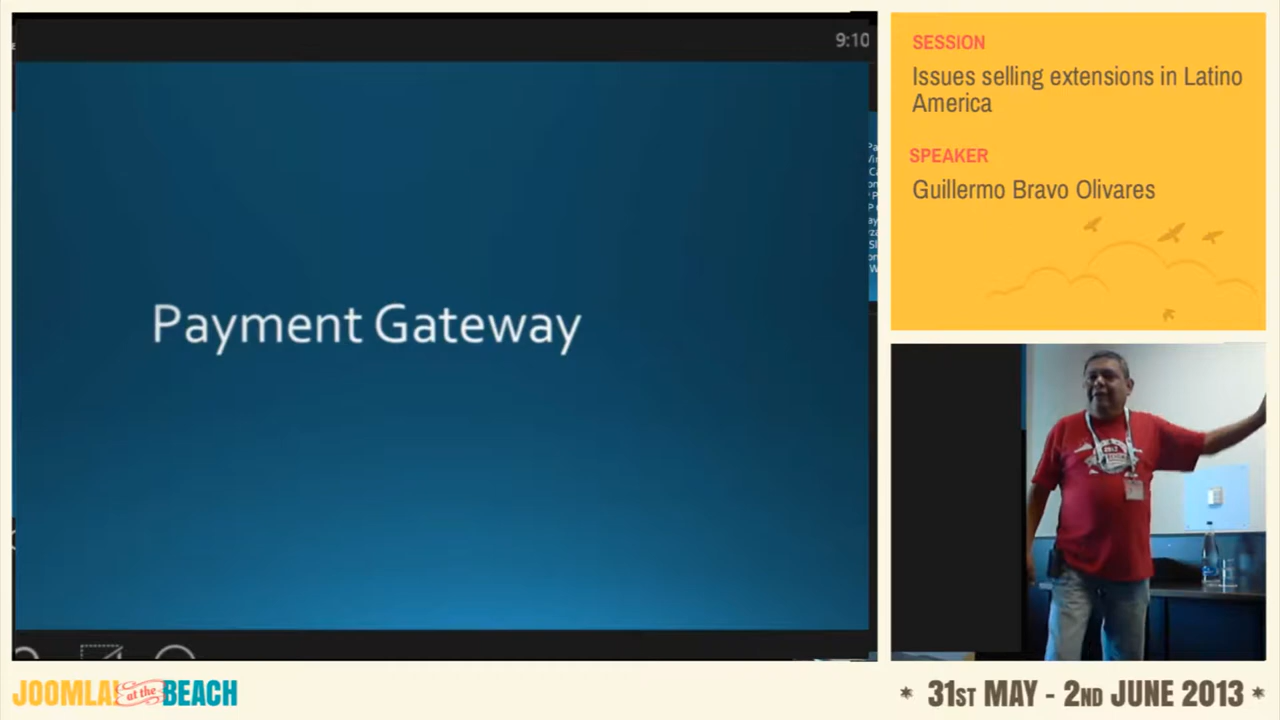 9:10
Payment Gateway
SESSION
Issues selling extensions in Latino
America
SPEAKER
Guillermo Bravo Olivares
JOOMLA! at the BEACH
* 31ST MAY - 2ND JUNE 2013 *